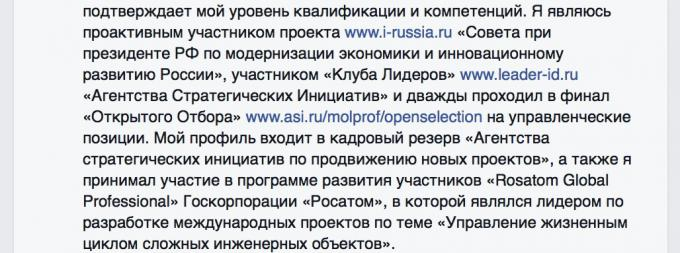 подтверждает мой уровень квалификации и компетенций. Я являюсь
проактивным участником проекта www.i-russia.ru «Совета при
президенте РФ по модернизации экономики и инновационному
развитию России», участником «Клуба Лидеров» www.leader-id.ru
«Агентства Стратегических Инициатив» и дважды проходил в финал
«Открытого Отбора» www.asi.ru/molprof/openselection на управленческие
позиции. Мой профиль входит в кадровый резерв «Агентства
стратегических инициатив по продвижению новых проектов», а также я
принимал участие в программе развития участников «Rosatom Global
Professional» Госкорпорации «Росатом», в которой являлся лидером по
разработке международных проектов по теме «Управление жизненным
циклом сложных инженерных объектов».